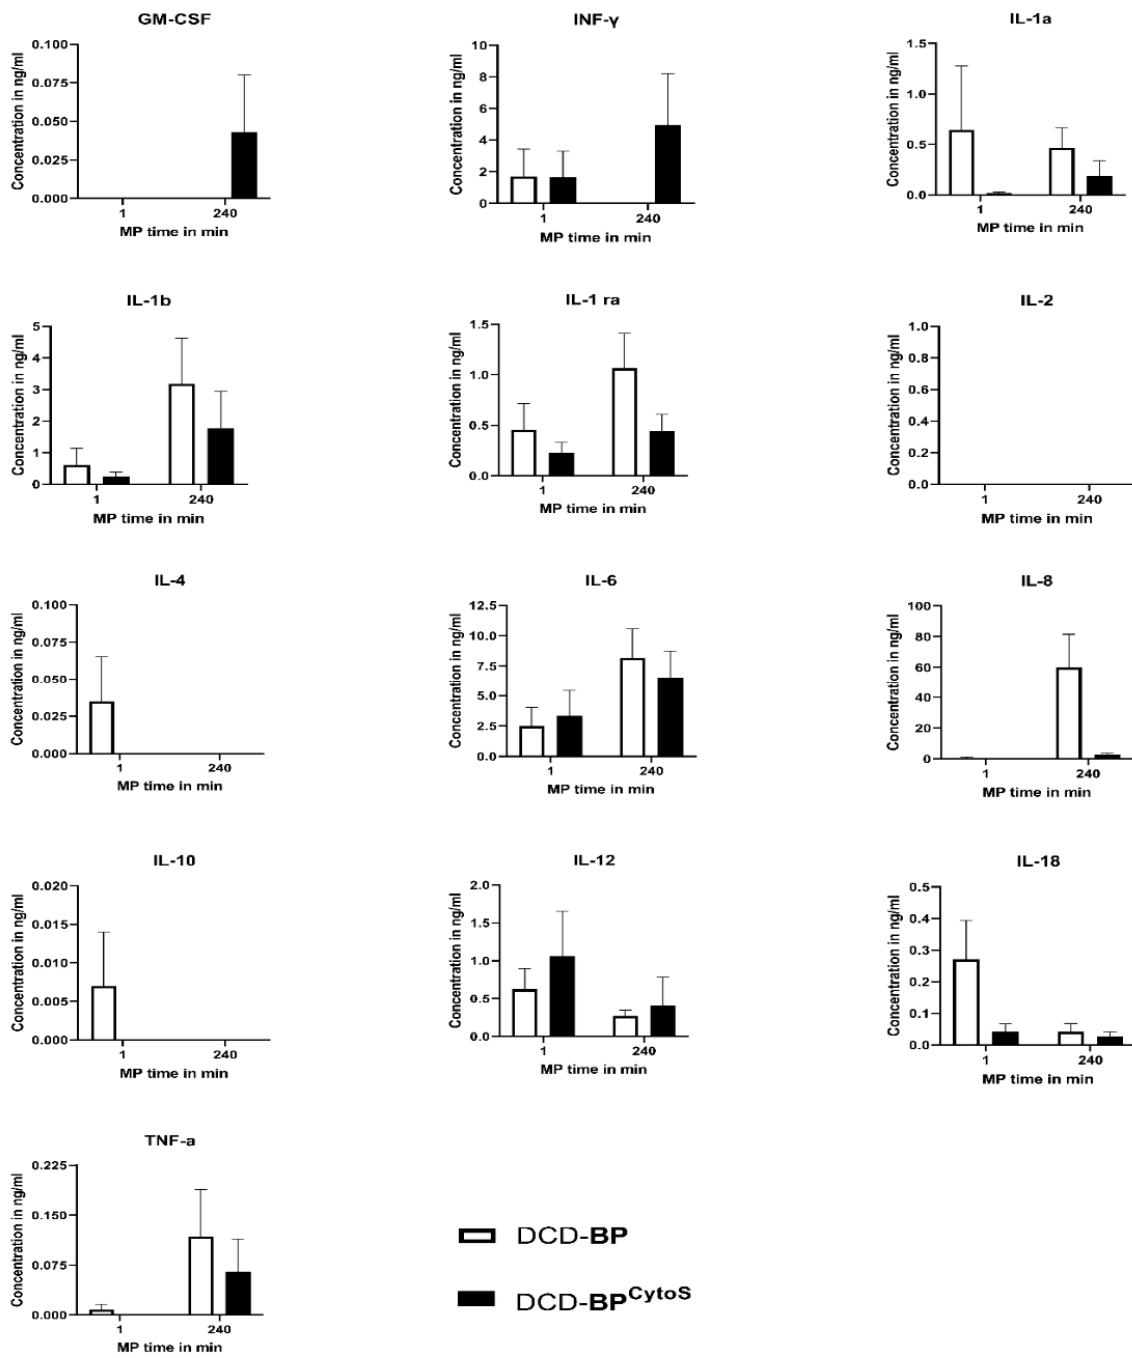 GM-CSF
Concentration in ng/ml
0.100
0.075
0.050
0.025
0.000
1
240
MP time in min
INF-γ
Concentration in ng/ml
10
8
6
4
2
0
1
240
MP time in min
IL-1a
Concentration in ng/ml
1.5
1.0
0.5
0.0
1
240
MP time in min
IL-1b
Concentration in ng/ml
5
4
3
2
1
0
1
240
MP time in min
IL-1 ra
Concentration in ng/ml
1.5
1.0
0.5
0.0
1
240
MP time in min
IL-2
Concentration in ng/ml
1.0
0.8
0.6
0.4
0.2
0.0
1
240
MP time in min
IL-4
Concentration in ng/ml
0.100
0.075
0.050
0.025
0.000
1
240
MP time in min
IL-6
Concentration in ng/ml
12.5
10.0
7.5
5.0
2.5
0.0
1
240
MP time in min
IL-8
Concentration in ng/ml
100
80
60
40
20
0
1
240
MP time in min
IL-10
Concentration in ng/ml
0.020
0.015
0.010
0.005
0.000
1
240
MP time in min
IL-12
Concentration in ng/ml
2.0
1.5
1.0
0.5
0.0
1
240
MP time in min
IL-18
Concentration in ng/ml
0.5
0.4
0.3
0.2
0.1
0.0
1
240
MP time in min
TNF-a
Concentration in ng/ml
0.225
0.150
0.075
0.000
1
240
MP time in min
DCD-BP
DCD-BPCytoS